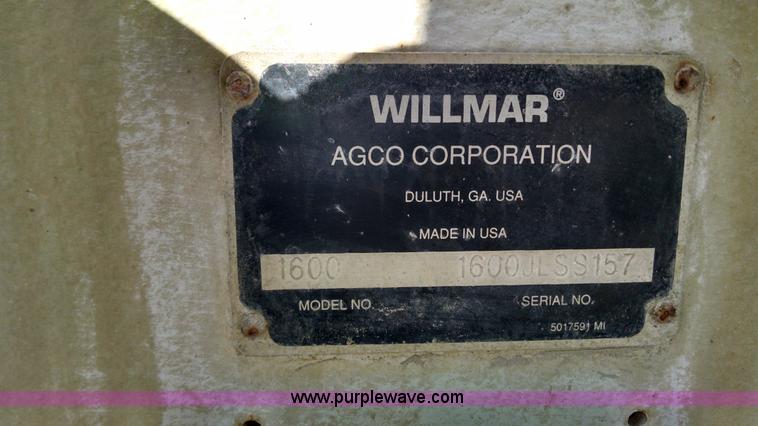 WILLMAR®
AGCO CORPORATION
DULUTH, GA. USA
MADE IN USA
1600 1600JLSS157
MODEL NO. SERIAL NO.
5017591 MI
www.purplewave.com